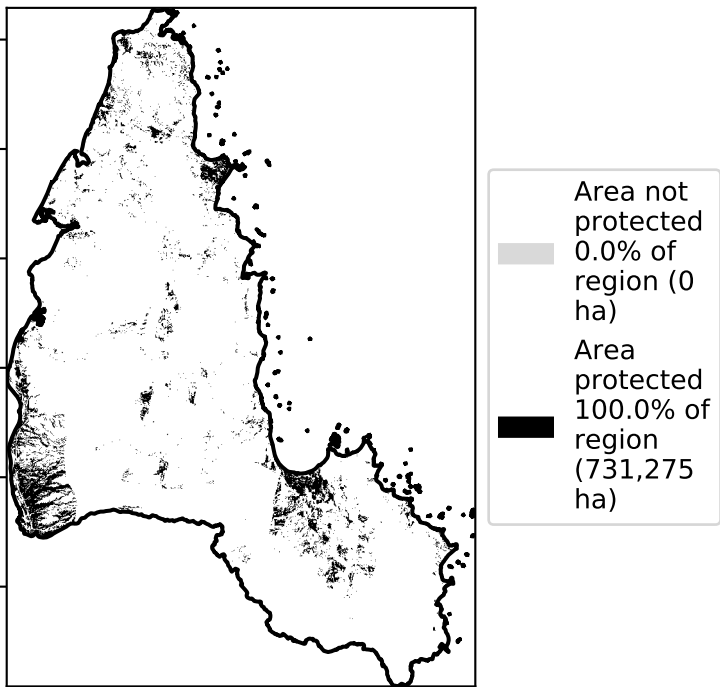 Area not
protected
0.0% of
region (0
ha)
Area
protected
100.0% of
region
(731,275
ha)